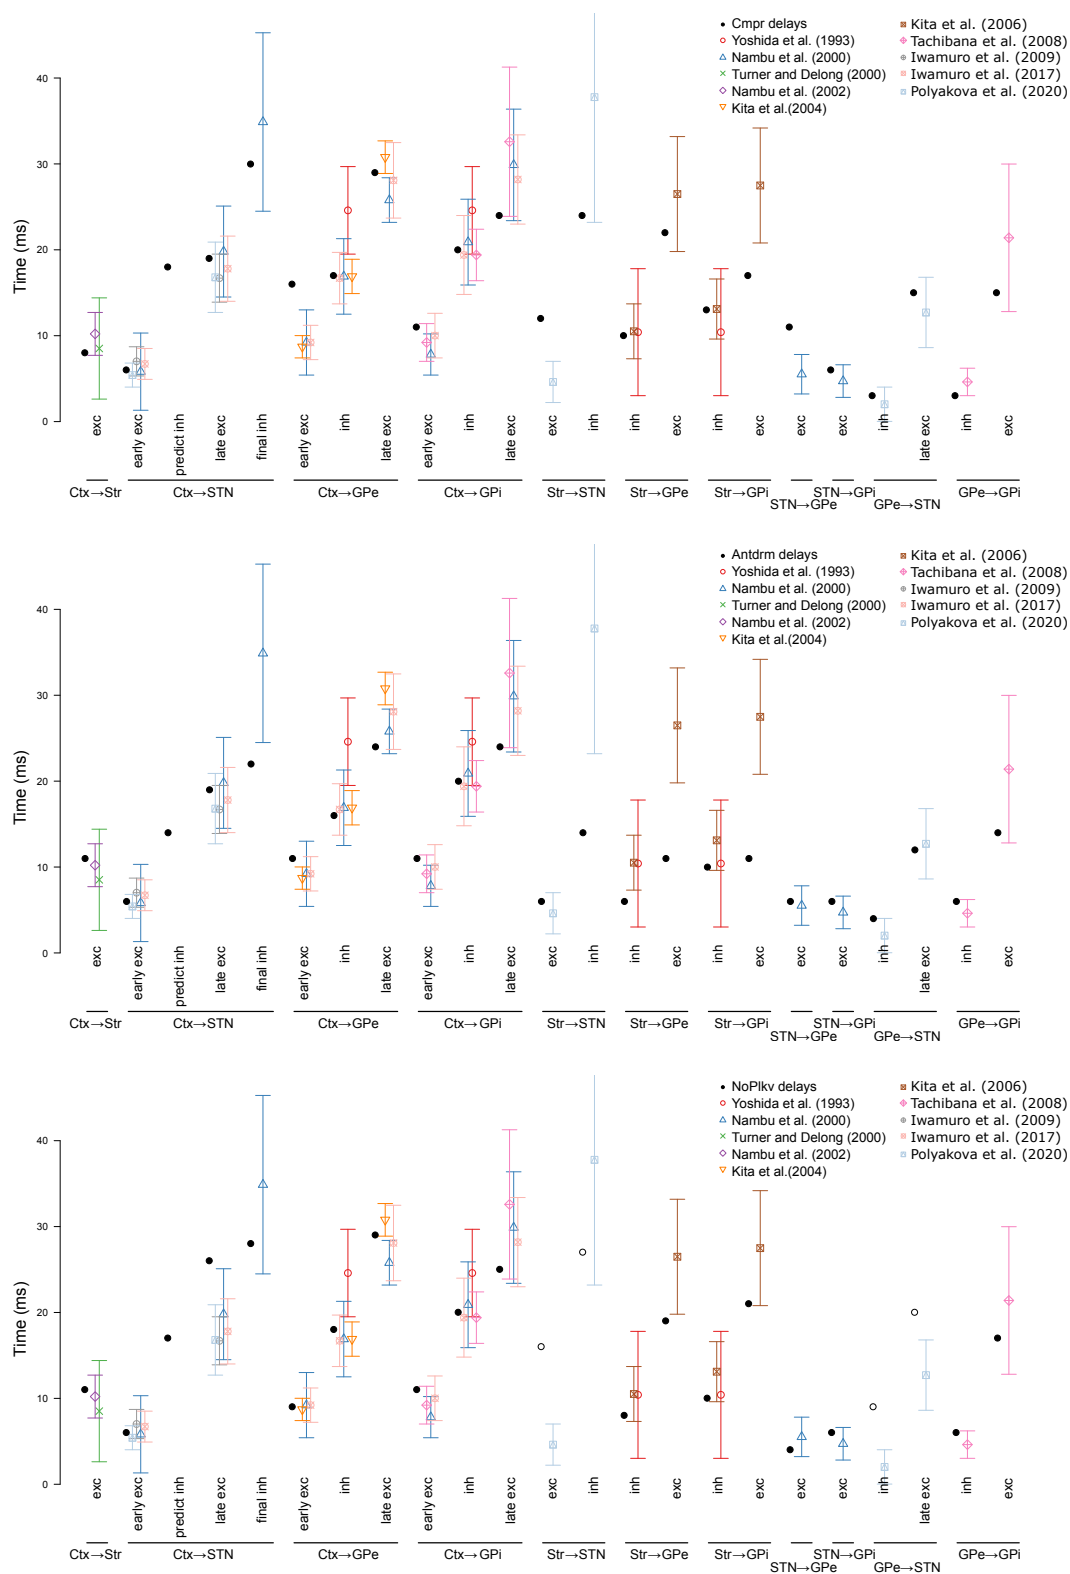 Cmpr delays
Yoshida et al. (1993)
Nambu et al. (2000)
Turner and Delong (2000)
Nambu et al. (2002)
Kita et al.(2004)
Kita et al. (2006)
Tachibana et al. (2008)
Iwamuro et al. (2009)
Iwamuro et al. (2017)
Polyakova et al. (2020)
Time (ms)
40
30
20
10
0
exc
early exc
predict inh
late exc
final inh
early exc
inh
late exc
early exc
inh
late exc
exc
inh
inh
exc
inh
exc
exc
exc
inh
late exc
inh
exc
Ctx→Str
Ctx→STN
Ctx→GPe
Ctx→GPi
Str→STN
Str→GPe
Str→GPi
STN→GPe
STN→GPi
GPe→STN
GPe→GPi
Antdrm delays
Yoshida et al. (1993)
Nambu et al. (2000)
Turner and Delong (2000)
Nambu et al. (2002)
Kita et al.(2004)
Kita et al. (2006)
Tachibana et al. (2008)
Iwamuro et al. (2009)
Iwamuro et al. (2017)
Polyakova et al. (2020)
Time (ms)
40
30
20
10
0
exc
early exc
predict inh
late exc
final inh
early exc
inh
late exc
early exc
inh
late exc
exc
inh
inh
exc
inh
exc
exc
exc
inh
late exc
inh
exc
Ctx→Str
Ctx→STN
Ctx→GPe
Ctx→GPi
Str→STN
Str→GPe
Str→GPi
STN→GPe
STN→GPi
GPe→STN
GPe→GPi
NoPlkv delays
Yoshida et al. (1993)
Nambu et al. (2000)
Turner and Delong (2000)
Nambu et al. (2002)
Kita et al.(2004)
Kita et al. (2006)
Tachibana et al. (2008)
Iwamuro et al. (2009)
Iwamuro et al. (2017)
Polyakova et al. (2020)
Time (ms)
40
30
20
10
0
exc
early exc
predict inh
late exc
final inh
early exc
inh
late exc
early exc
inh
late exc
exc
inh
inh
exc
inh
exc
exc
exc
inh
late exc
inh
exc
Ctx→Str
Ctx→STN
Ctx→GPe
Ctx→GPi
Str→STN
Str→GPe
Str→GPi
STN→GPe
STN→GPi
GPe→STN
GPe→GPi